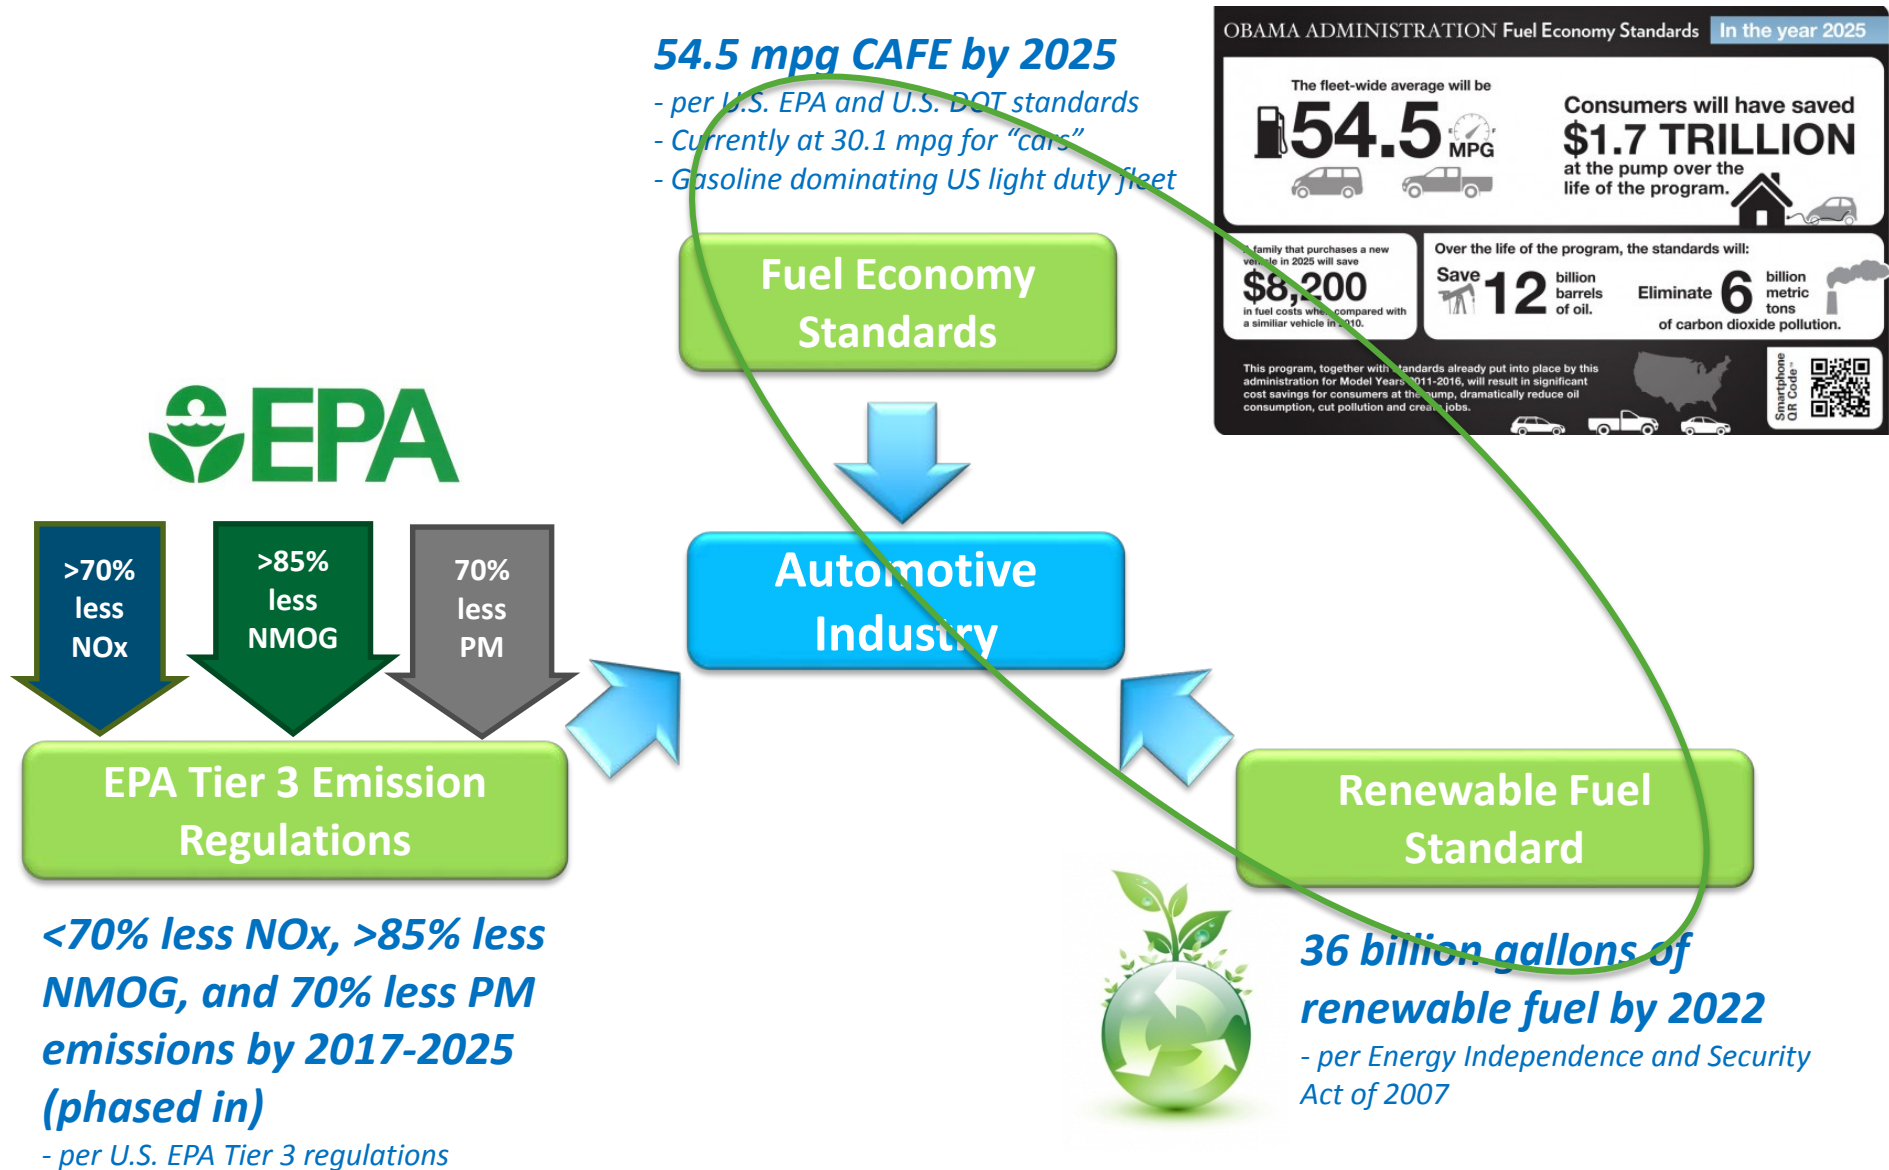 54.5 mpg CAFE by 2025
- per U.S. EPA and U.S. DOT standards
- Currently at 30.1 mpg for “cars”
- Gasoline dominating US light duty fleet
OBAMA ADMINISTRATION Fuel Economy Standards In the year 2025
The fleet-wide average will be
54.5 MPG
Consumers will have saved
$1.7 TRILLION
at the pump over the
life of the program.
A family that purchases a new
vehicle in 2025 will save
$8,200
in fuel costs when compared with
a similiar vehicle in 2010.
Over the life of the program, the standards will:
Save 12 billion
barrels
of oil.
Eliminate 6 billion
metric
tons
of carbon dioxide pollution.
This program, together with standards already put into place by this
administration for Model Years 2011-2016, will result in significant
cost savings for consumers at the pump, dramatically reduce oil
consumption, cut pollution and create jobs.
Smartphone
QR Code™
Fuel Economy
Standards
EPA
>70%
less
NOx
>85%
less
NMOG
70%
less
PM
Automotive
Industry
EPA Tier 3 Emission
Regulations
Renewable Fuel
Standard
<70% less NOx, >85% less
NMOG, and 70% less PM
emissions by 2017-2025
(phased in)
- per U.S. EPA Tier 3 regulations
36 billion gallons of
renewable fuel by 2022
- per Energy Independence and Security
Act of 2007